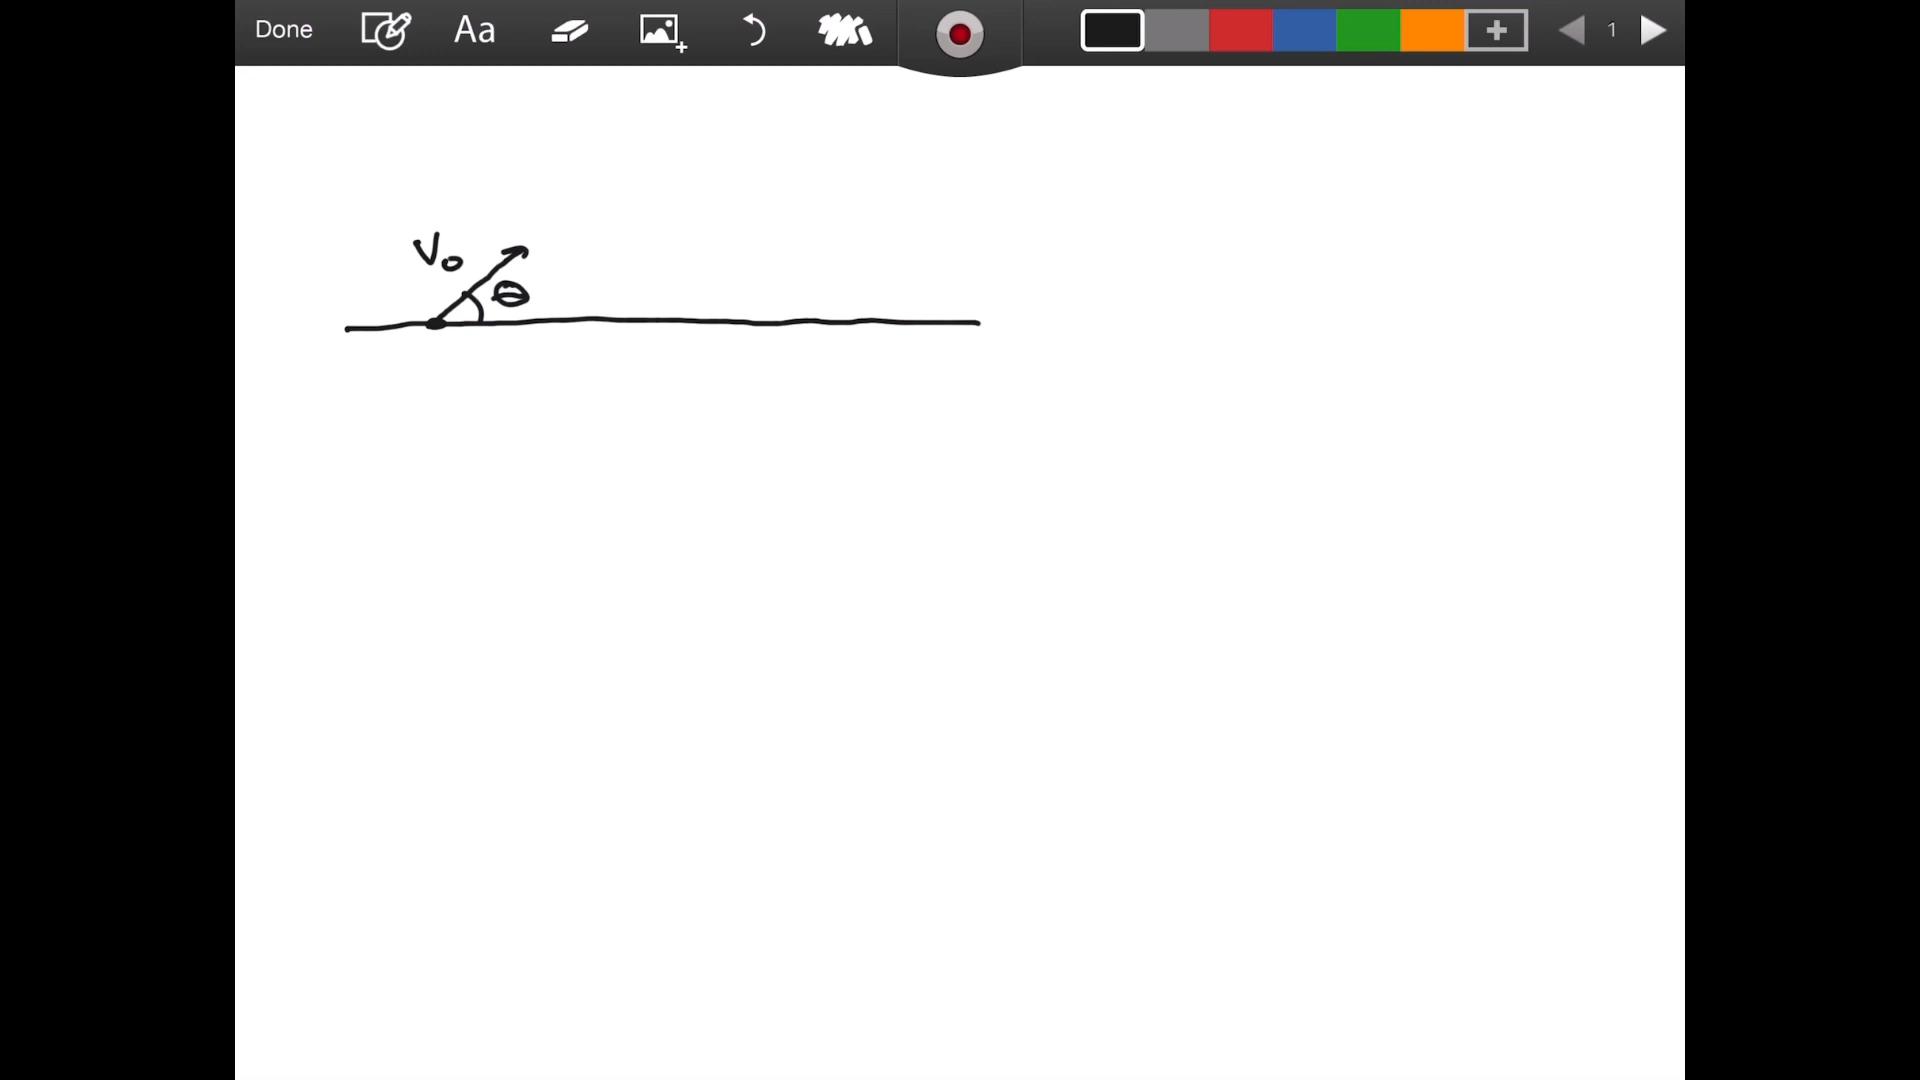 Done Aa 1
V₀
θ